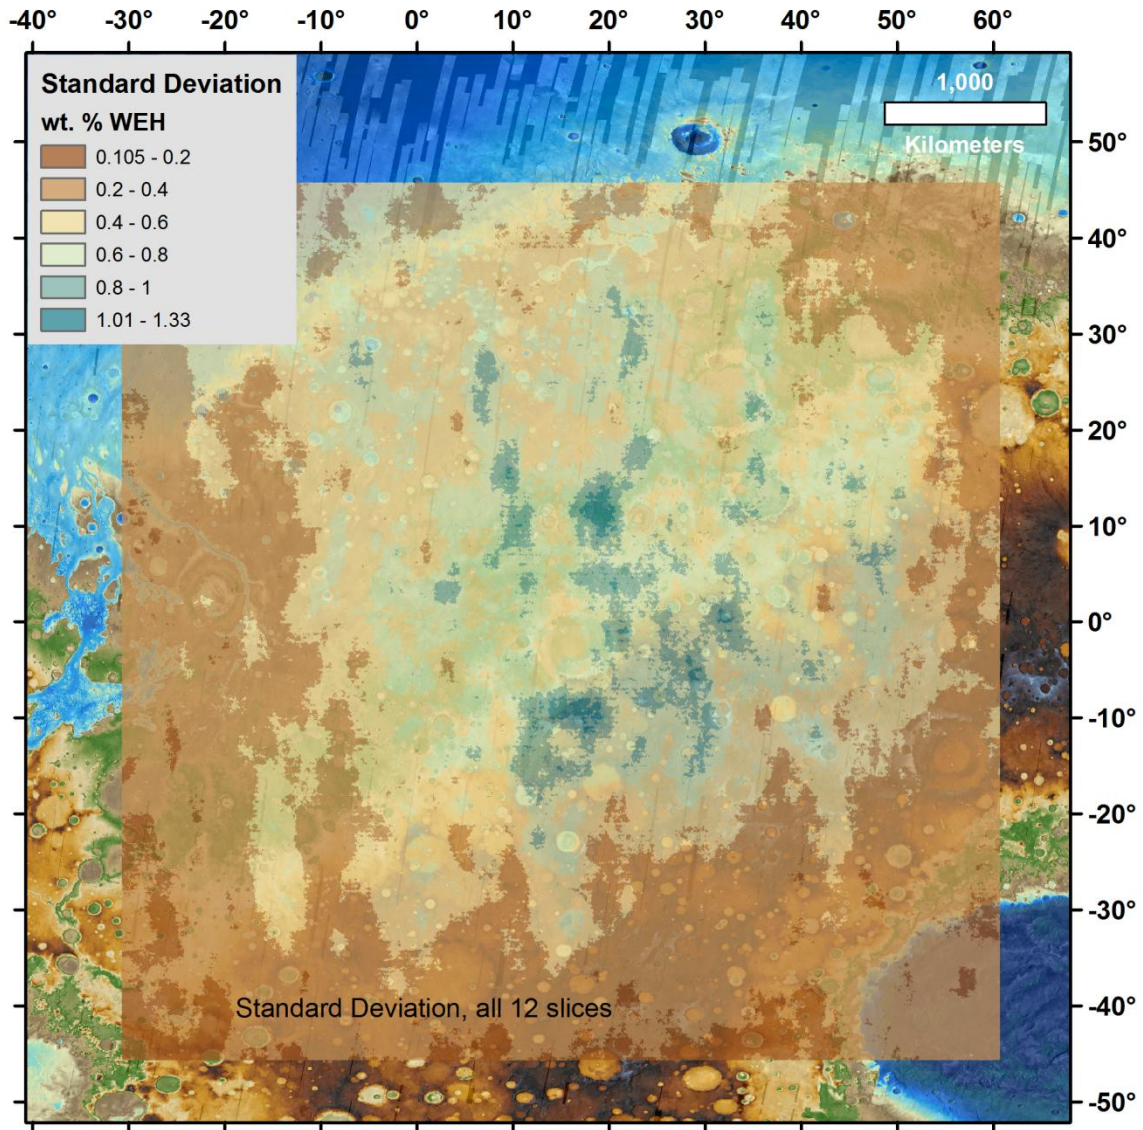 -40° -30° -20° -10° 0° 10° 20° 30° 40° 50° 60°
Standard Deviation
wt. % WEH
0.105 - 0.2
0.2 - 0.4
0.4 - 0.6
0.6 - 0.8
0.8 - 1
1.01 - 1.33
1,000
Kilometers
50°
40°
30°
20°
10°
0°
-10°
-20°
-30°
-40°
-50°
Standard Deviation, all 12 slices